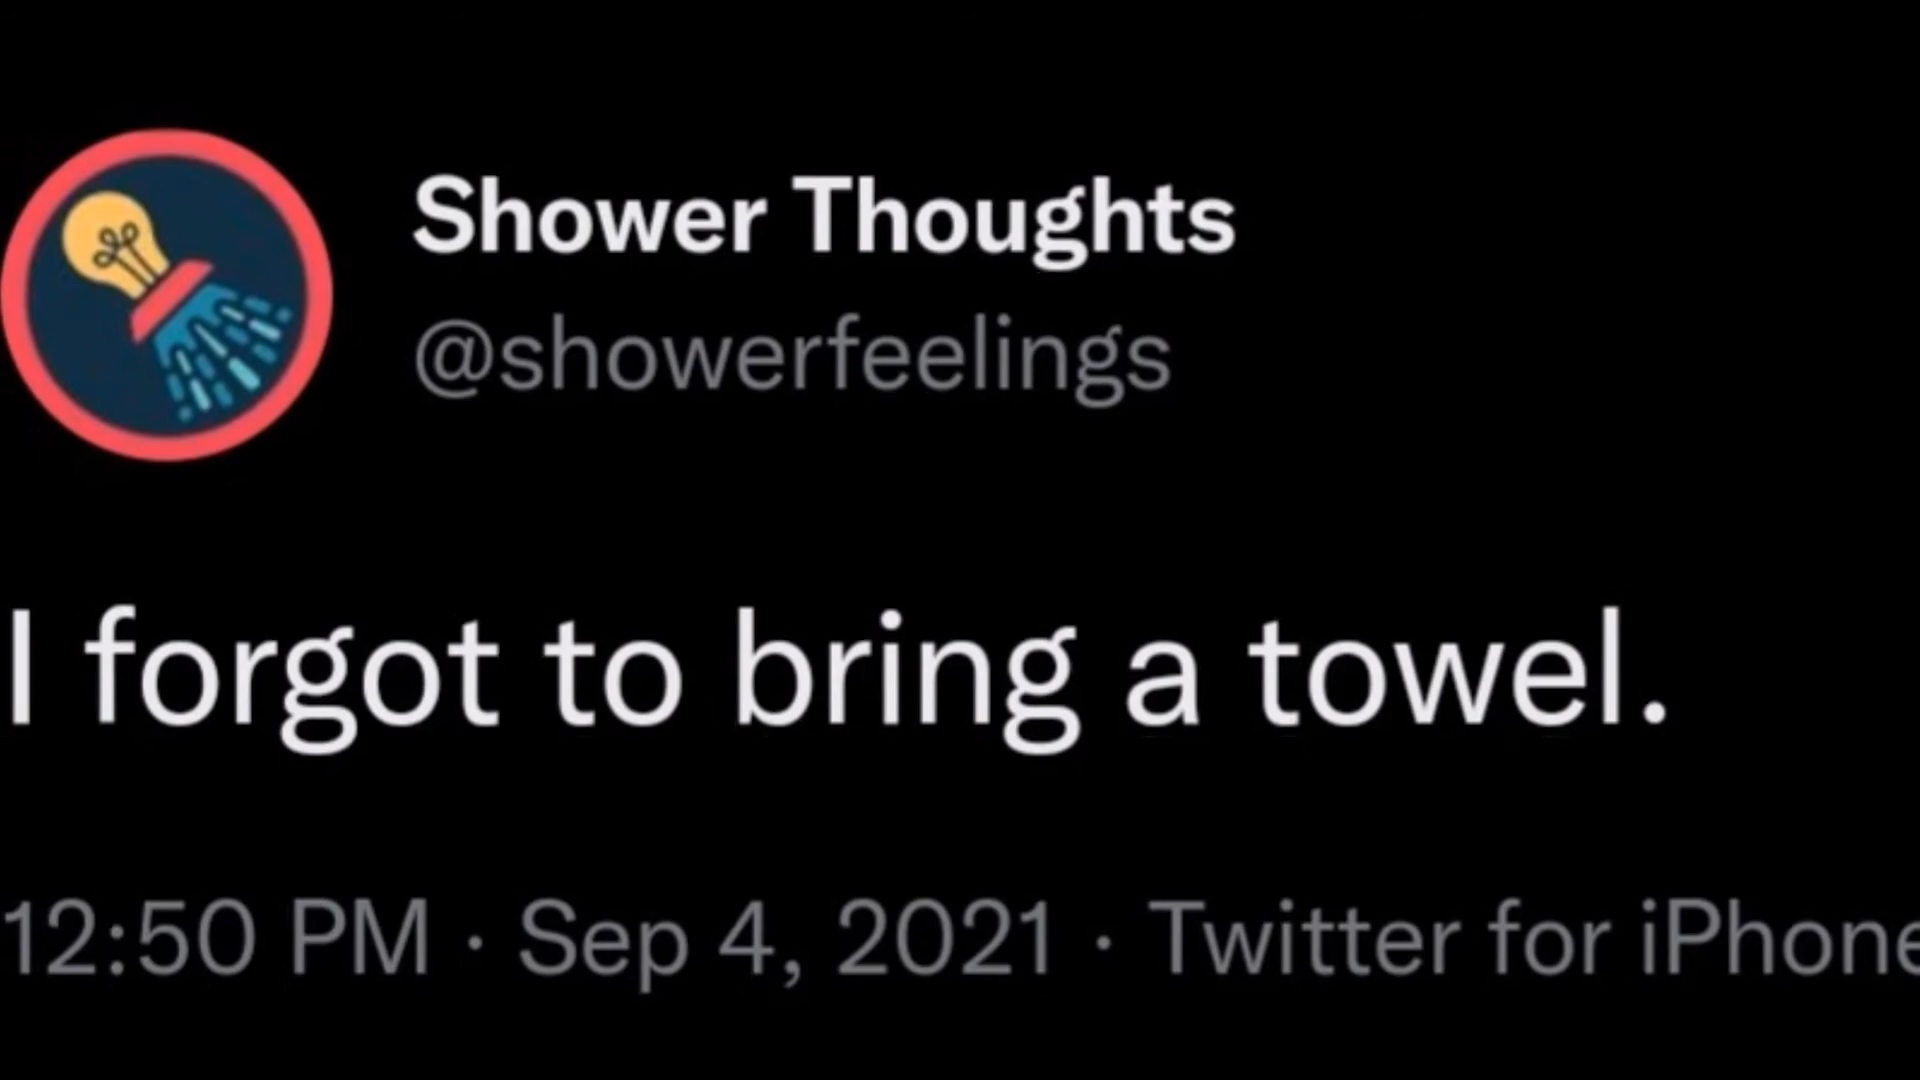 Shower Thoughts
@showerfeelings
I forgot to bring a towel.
12:50 PM · Sep 4, 2021 · Twitter for iPhone